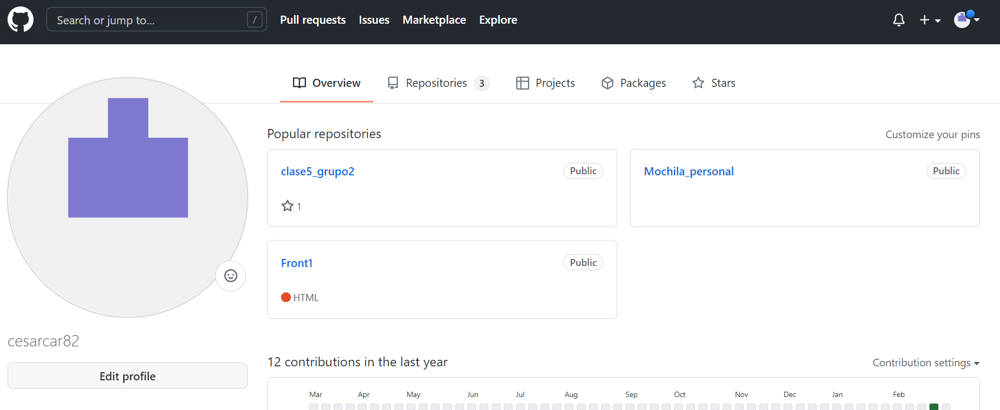 Search or jump to... / Pull requests Issues Marketplace Explore
Overview Repositories 3 Projects Packages Stars
Popular repositories Customize your pins
clase5_grupo2 Public
1
Mochila_personal Public
Front1 Public
HTML
cesarcar82
Edit profile
12 contributions in the last year Contribution settings
Mar Apr May Jun Jul Aug Sep Oct Nov Dec Jan Feb